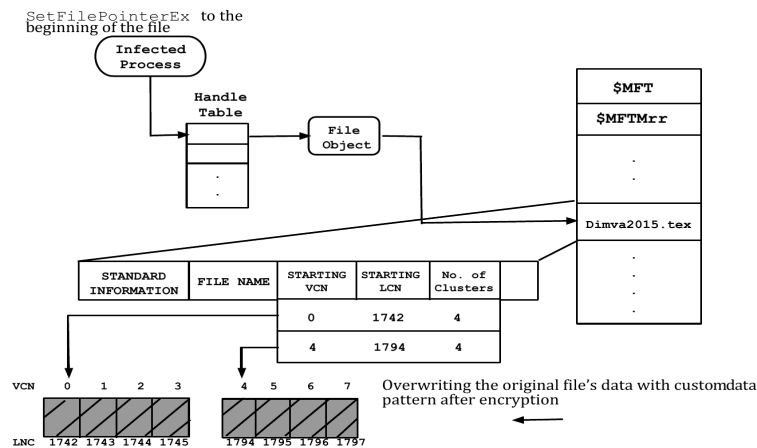 SetFilePointerEx to the
beginning of the file
Infected
Process
Handle
Table
File
Object
$MFT
$MFTMrr
.
.
Dimva2015.tex
.
.
.
.
.
.
STANDARD
INFORMATION
FILE NAME
STARTING
VCN
STARTING
LCN
No. of
Clusters
0 1742 4
4 1794 4
VCN 0 1 2 3 4 5 6 7
Overwriting the original file's data with customdata
pattern after encryption
LNC 1742 1743 1744 1745 1794 1795 1796 1797